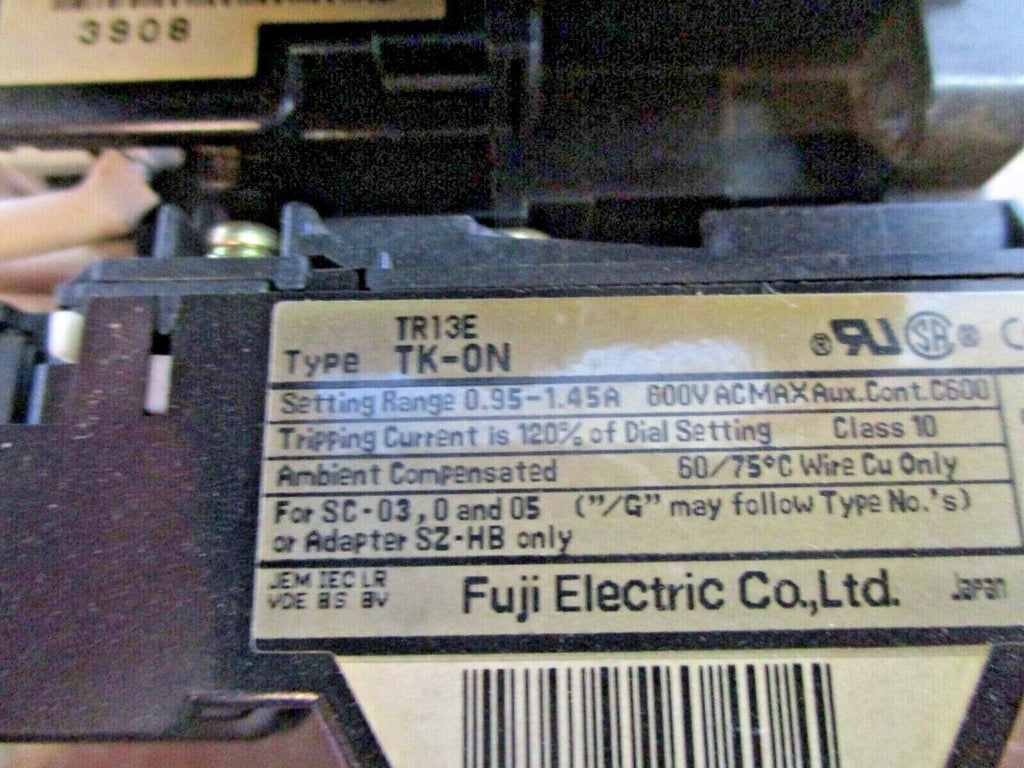 3908
TR13E
Type TK-0N
Setting Range 0.95-1.45A 600V AC MAX Aux.Cont.C600
Tripping Current is 120% of Dial Setting Class 10
Ambient Compensated 60/75°C Wire Cu Only
For SC-03, 0 and 05 ("/G" may follow Type No.'s)
or Adapter SZ-HB only
JEM IEC LR
VDE BS BV
Fuji Electric Co.,Ltd. Japan